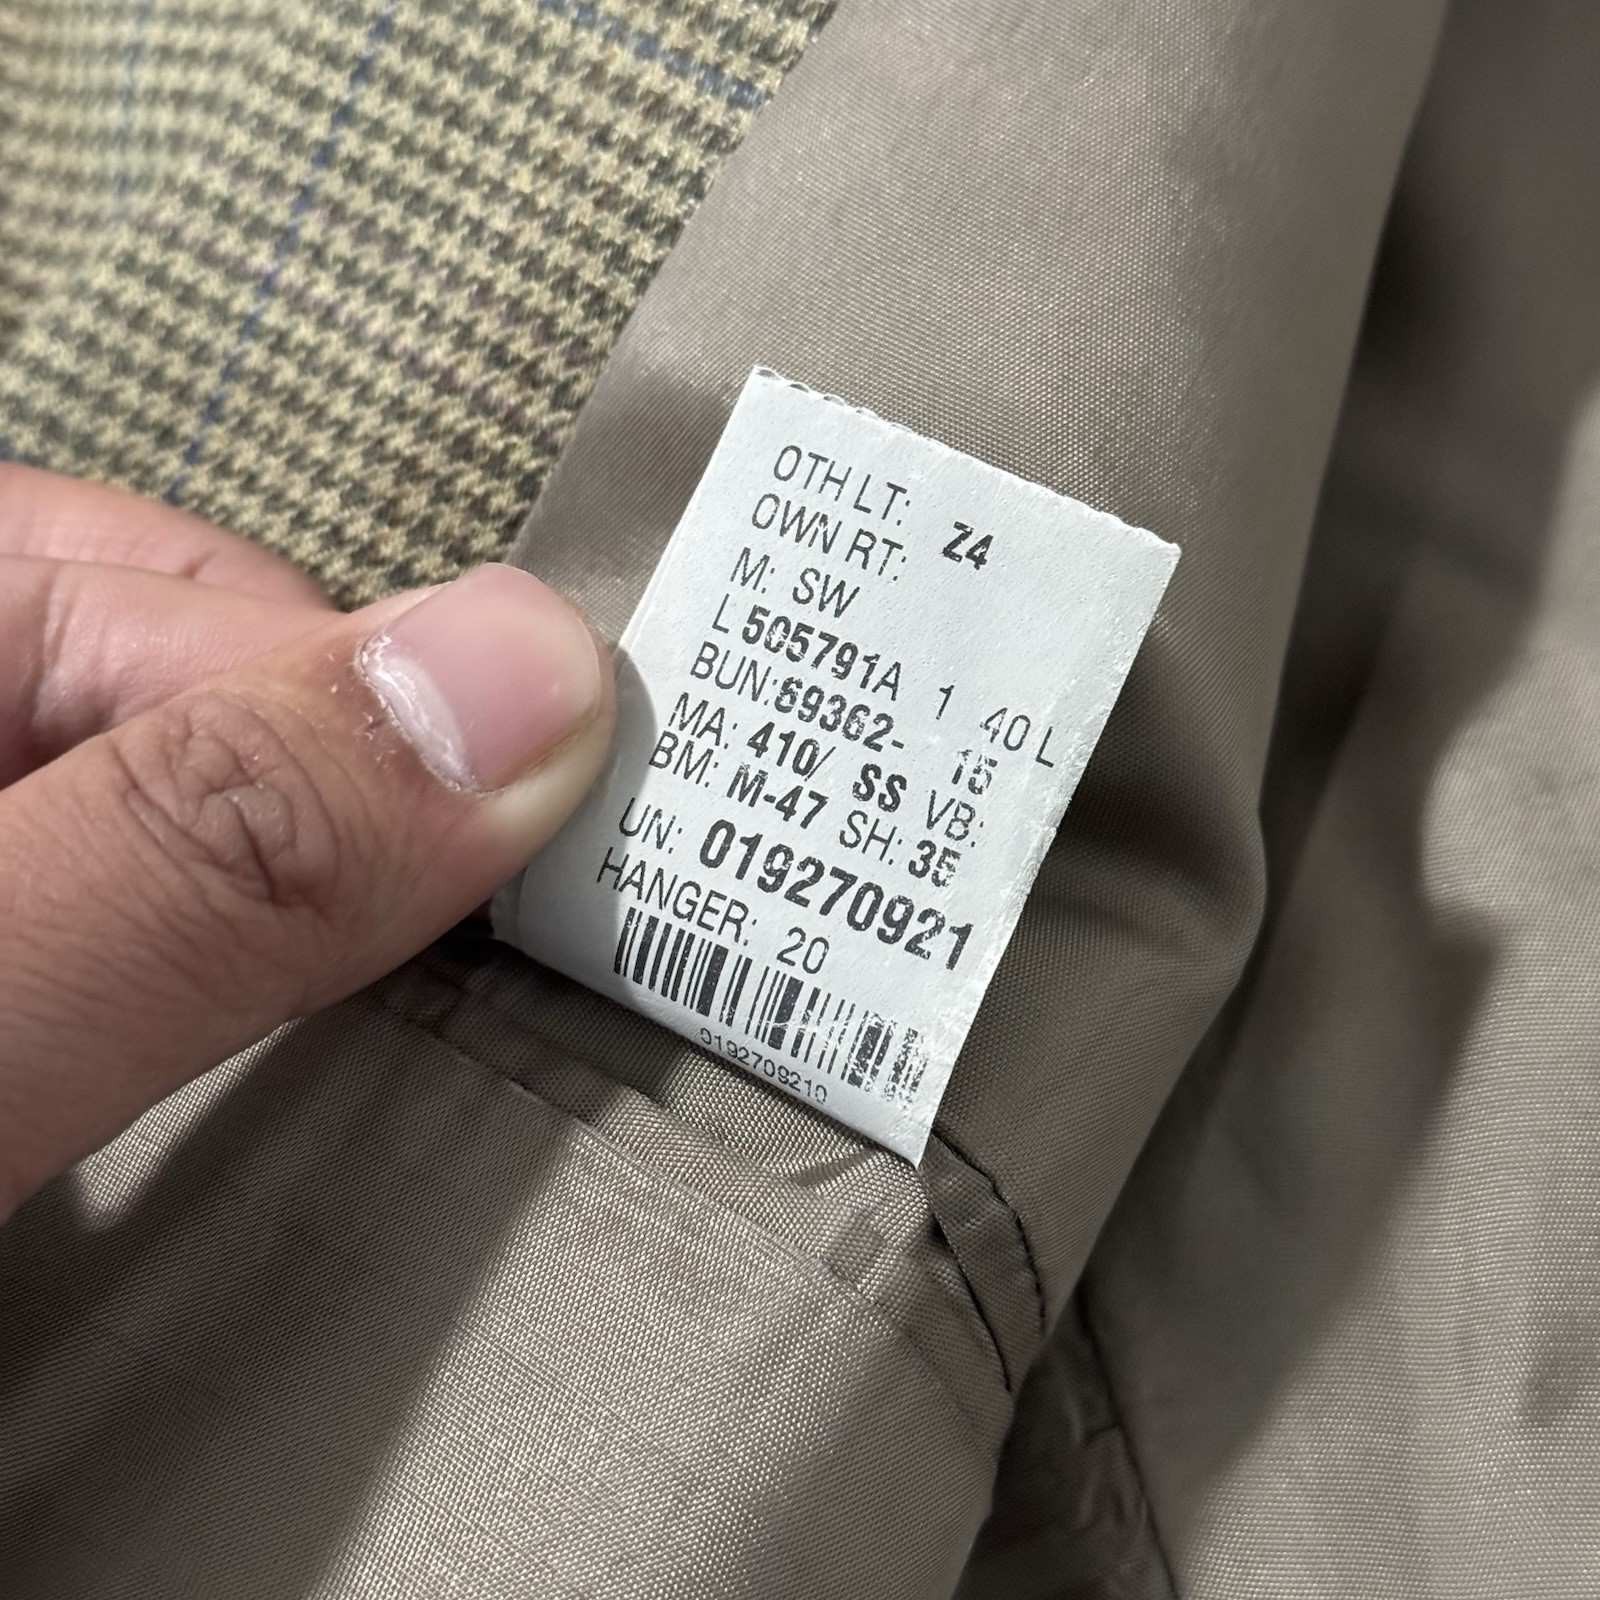 OTH LT:
OWN RT: Z4
M: SW
L 505791A 1 40 L
BUN:69362- 15
MA: 410/ SS VB:
BM: M-47 SH: 35
UN: 019270921
HANGER: 20
0192709210